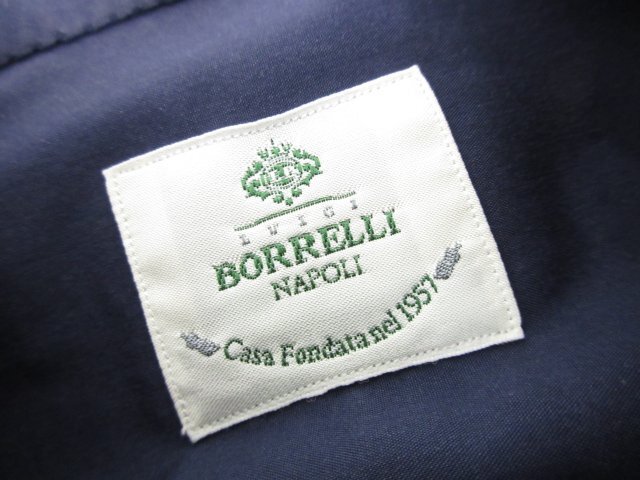 LUIGI
BORRELLI
NAPOLI
Casa Fondata nel 1957